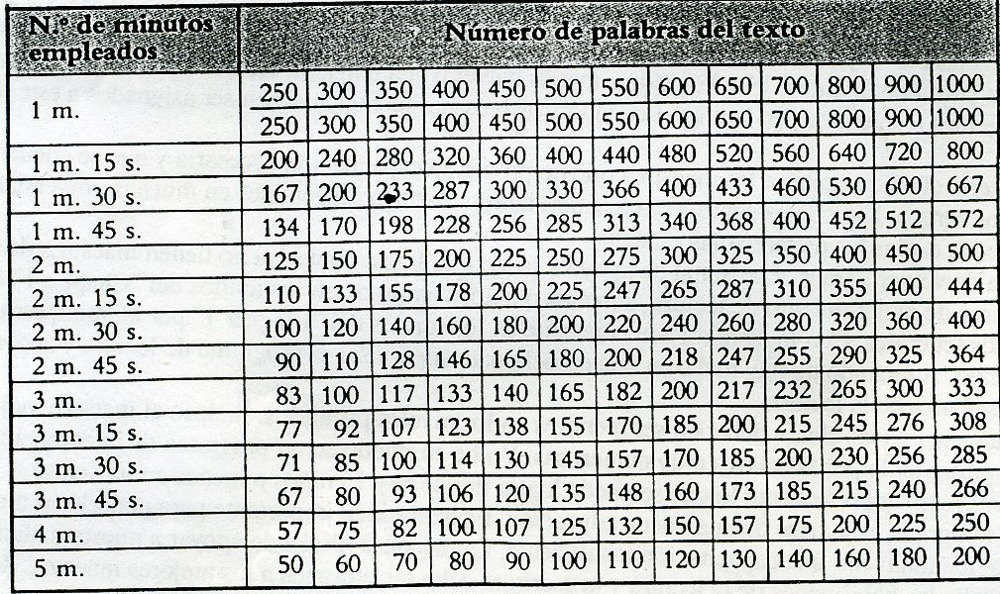 N.º de minutos empleados Número de palabras del texto
1 m. 250 300 350 400 450 500 550 600 650 700 800 900 1000
250 300 350 400 450 500 550 600 650 700 800 900 1000
1 m. 15 s. 200 240 280 320 360 400 440 480 520 560 640 720 800
1 m. 30 s. 167 200 233 287 300 330 366 400 433 460 530 600 667
1 m. 45 s. 134 170 198 228 256 285 313 340 368 400 452 512 572
2 m. 125 150 175 200 225 250 275 300 325 350 400 450 500
2 m. 15 s. 110 133 155 178 200 225 247 265 287 310 355 400 444
2 m. 30 s. 100 120 140 160 180 200 220 240 260 280 320 360 400
2 m. 45 s. 90 110 128 146 165 180 200 218 247 255 290 325 364
3 m. 83 100 117 133 140 165 182 200 217 232 265 300 333
3 m. 15 s. 77 92 107 123 138 155 170 185 200 215 245 276 308
3 m. 30 s. 71 85 100 114 130 145 157 170 185 200 230 256 285
3 m. 45 s. 67 80 93 106 120 135 148 160 173 185 215 240 266
4 m. 57 75 82 100 107 125 132 150 157 175 200 225 250
5 m. 50 60 70 80 90 100 110 120 130 140 160 180 200